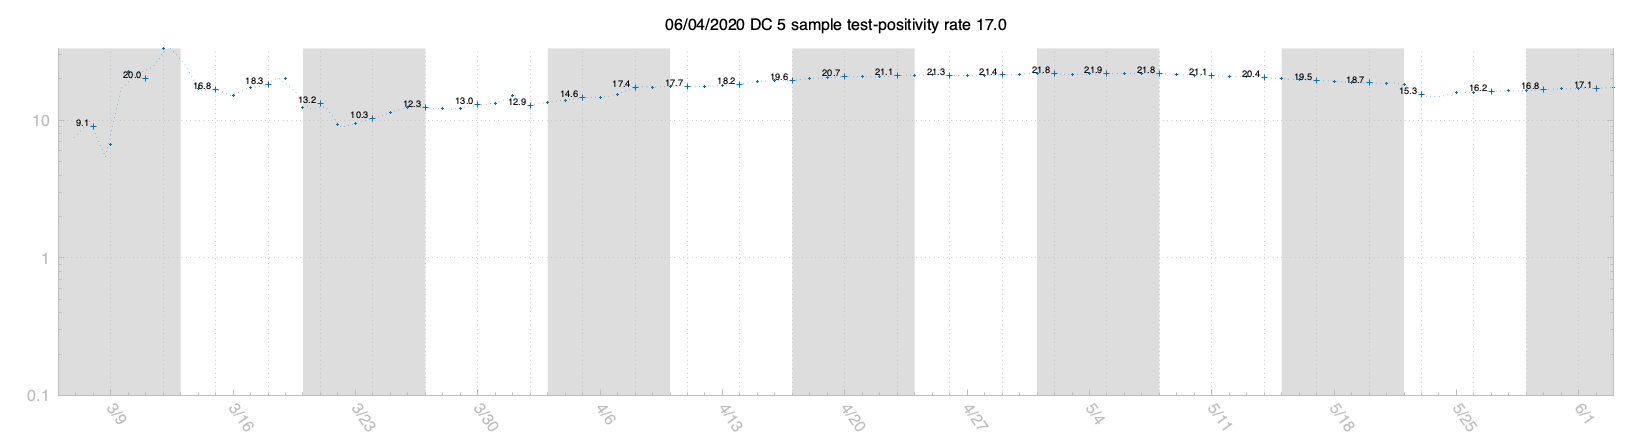 06/04/2020 DC 5 sample test-positivity rate 17.0
9.1 20.0 16.8 18.3 13.2 10.3 12.3 13.0 12.9 14.6 17.4 17.7 18.2 19.6 20.7 21.1 21.3 21.4 21.8 21.9 21.8 21.1 20.4 19.5 18.7 15.3 16.2 16.8 17.1
10
1
0.1
3/9 3/16 3/23 3/30 4/6 4/13 4/20 4/27 5/4 5/11 5/18 5/25 6/1